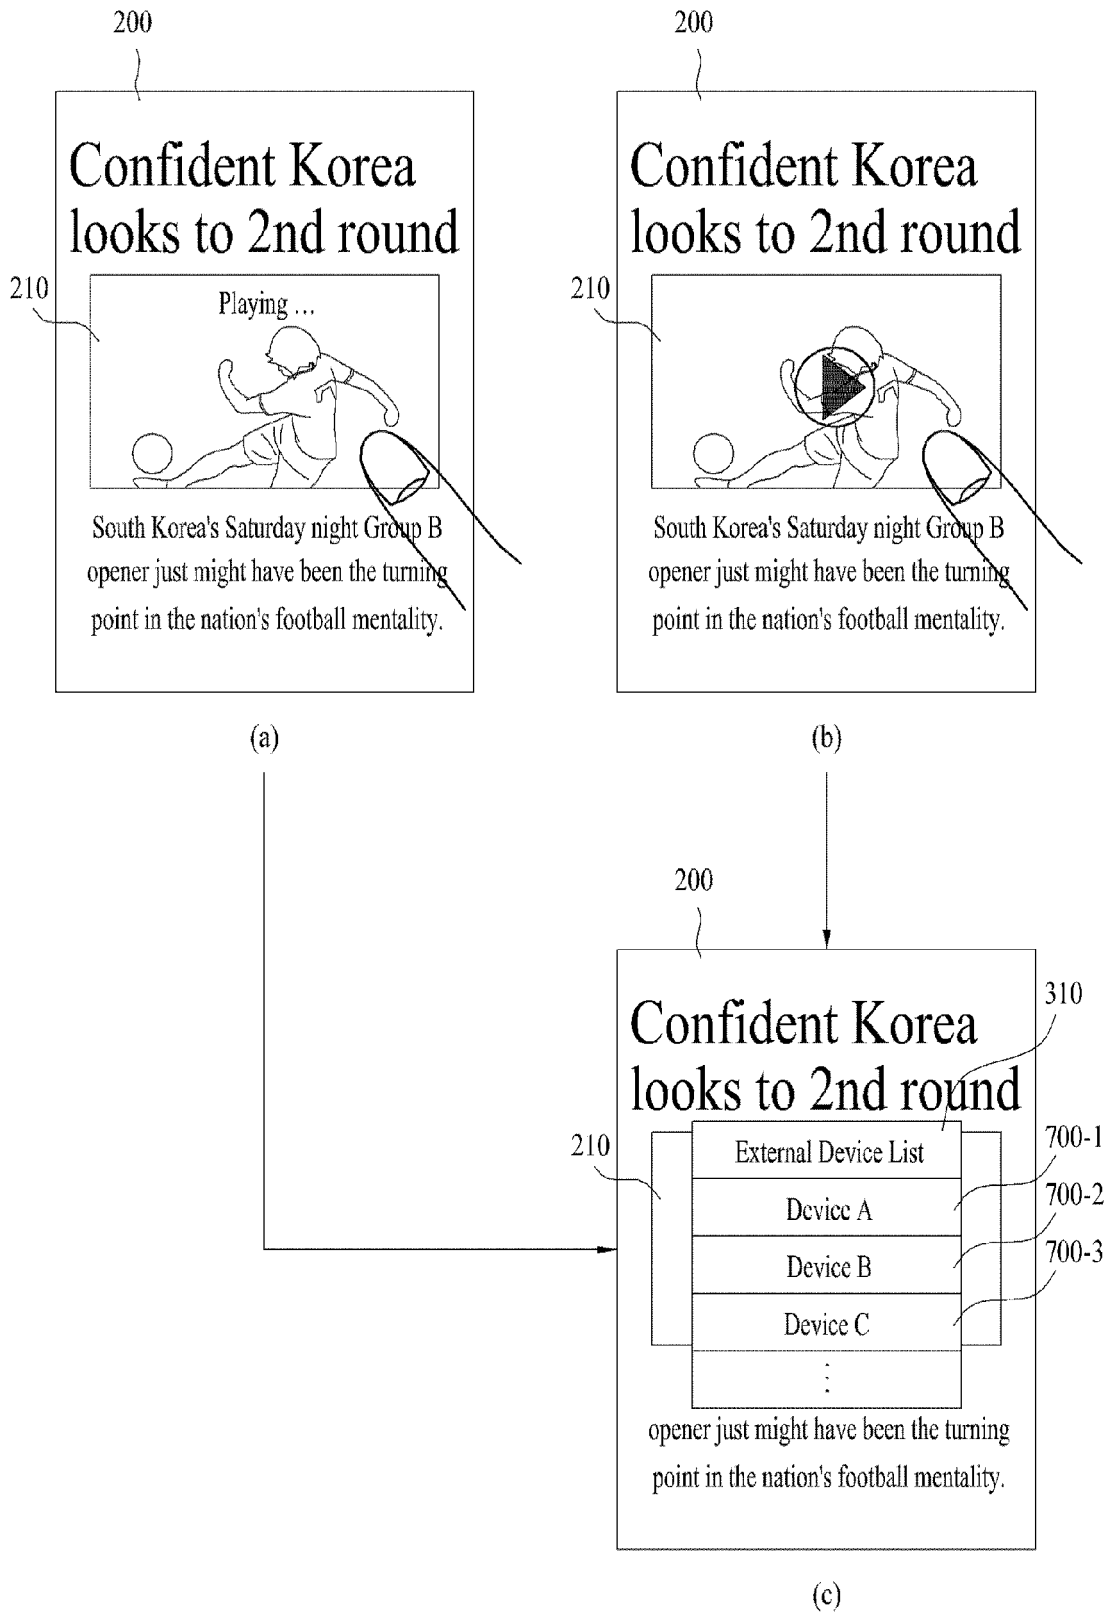 200
Confident Korea
looks to 2nd round
210
Playing ...
South Korea's Saturday night Group B
opener just might have been the turning
point in the nation's football mentality.
(a)
200
Confident Korea
looks to 2nd round
210
South Korea's Saturday night Group B
opener just might have been the turning
point in the nation's football mentality.
(b)
200
310
Confident Korea
looks to 2nd round
210
External Device List
700-1
Device A
700-2
Device B
700-3
Device C
⋮
opener just might have been the turning
point in the nation's football mentality.
(c)